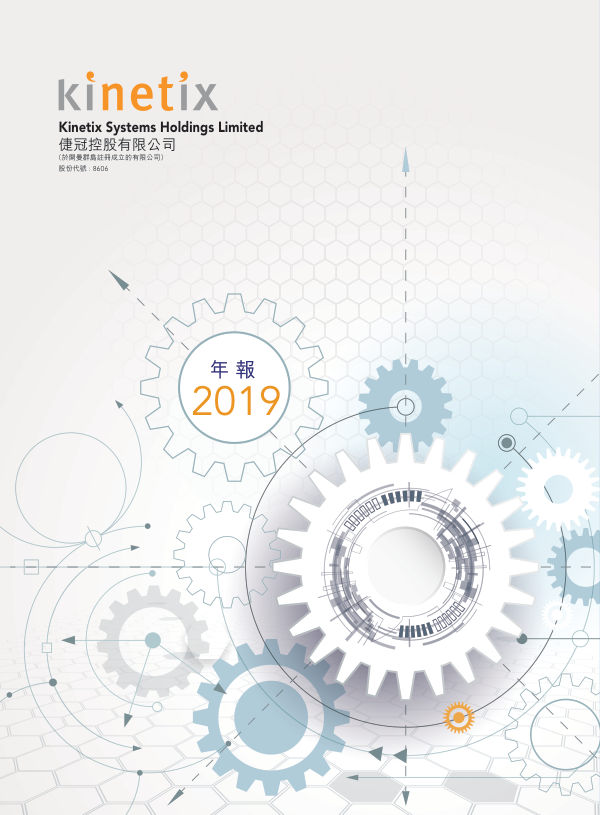 kinetix
Kinetix Systems Holdings Limited
倢冠控股有限公司
(於開曼群島註冊成立的有限公司)
股份代號 : 8606
年報
2019